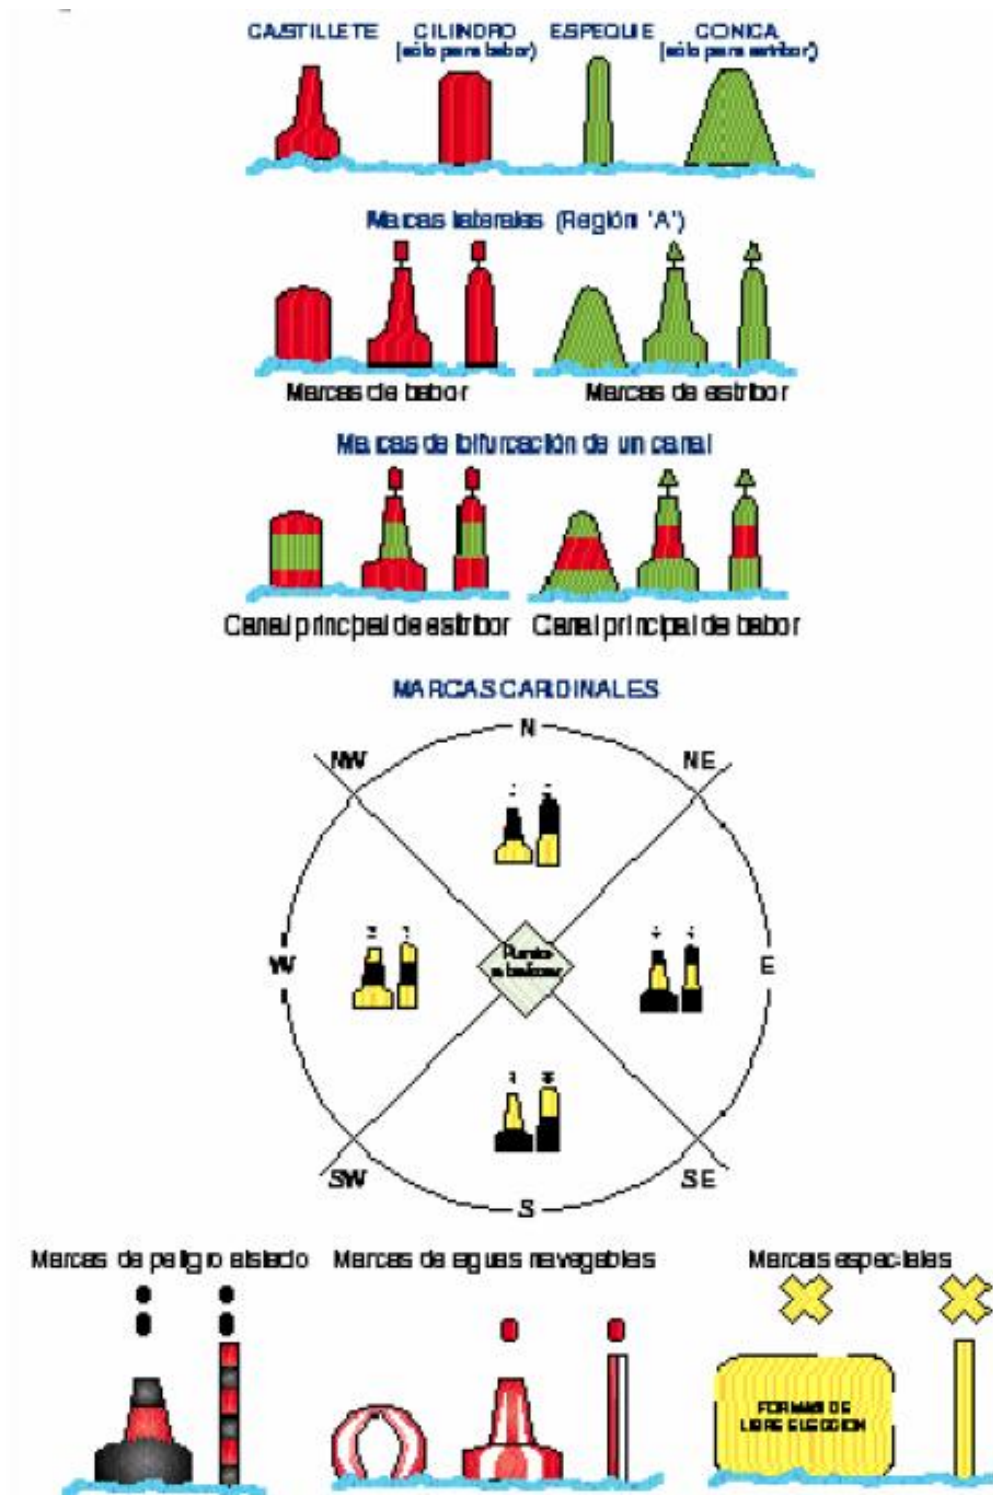 CASTILLETE CILINDRO ESPEQUE CONICA
(sólo para babor) (sólo para estribor)
Marcas laterales (Región 'A')
Marcas de babor Marcas de estribor
Marcas de bifurcación de un canal
Canal principal de estribor Canal principal de babor
MARCAS CARDINALES
N
NW NE
W Punto a balizar E
SW SE
S
Marcas de peligro aislado Marcas de aguas navegables Marcas especiales
FORMAS DE
LIBRE ELECCION